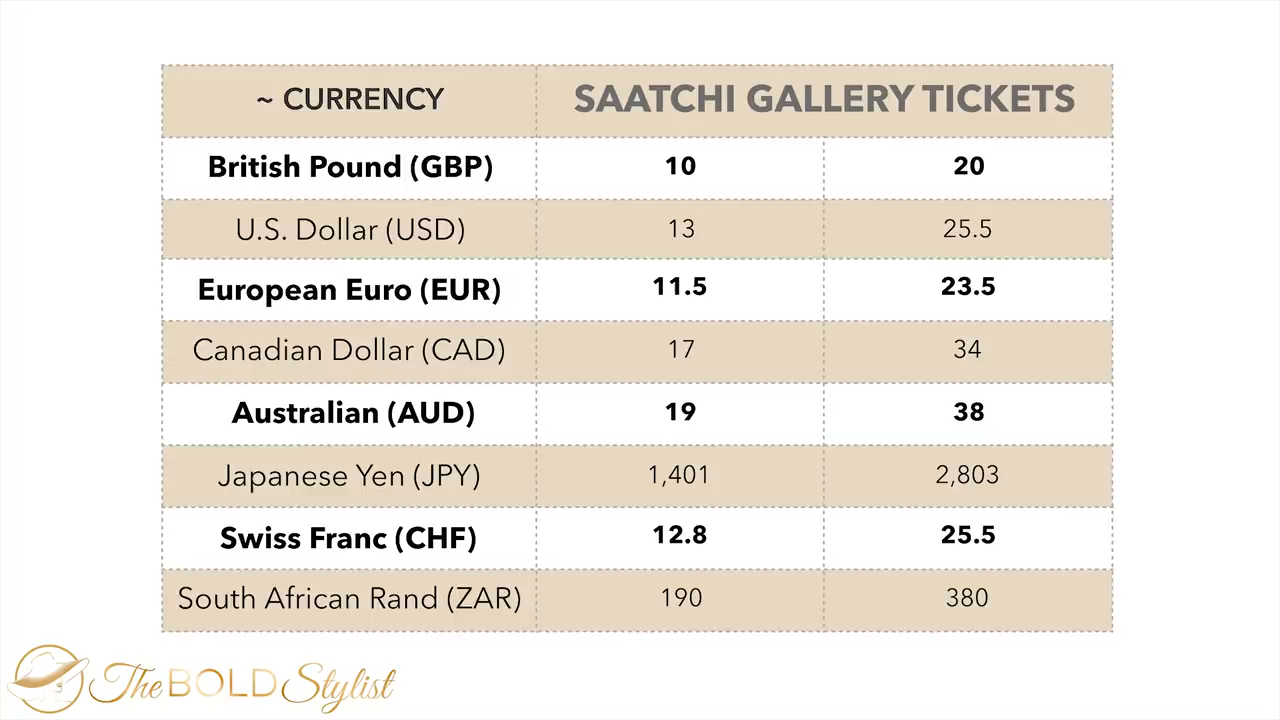 ~ CURRENCY SAATCHI GALLERY TICKETS
British Pound (GBP) 10 20
U.S. Dollar (USD) 13 25.5
European Euro (EUR) 11.5 23.5
Canadian Dollar (CAD) 17 34
Australian (AUD) 19 38
Japanese Yen (JPY) 1,401 2,803
Swiss Franc (CHF) 12.8 25.5
South African Rand (ZAR) 190 380
The BOLD Stylist